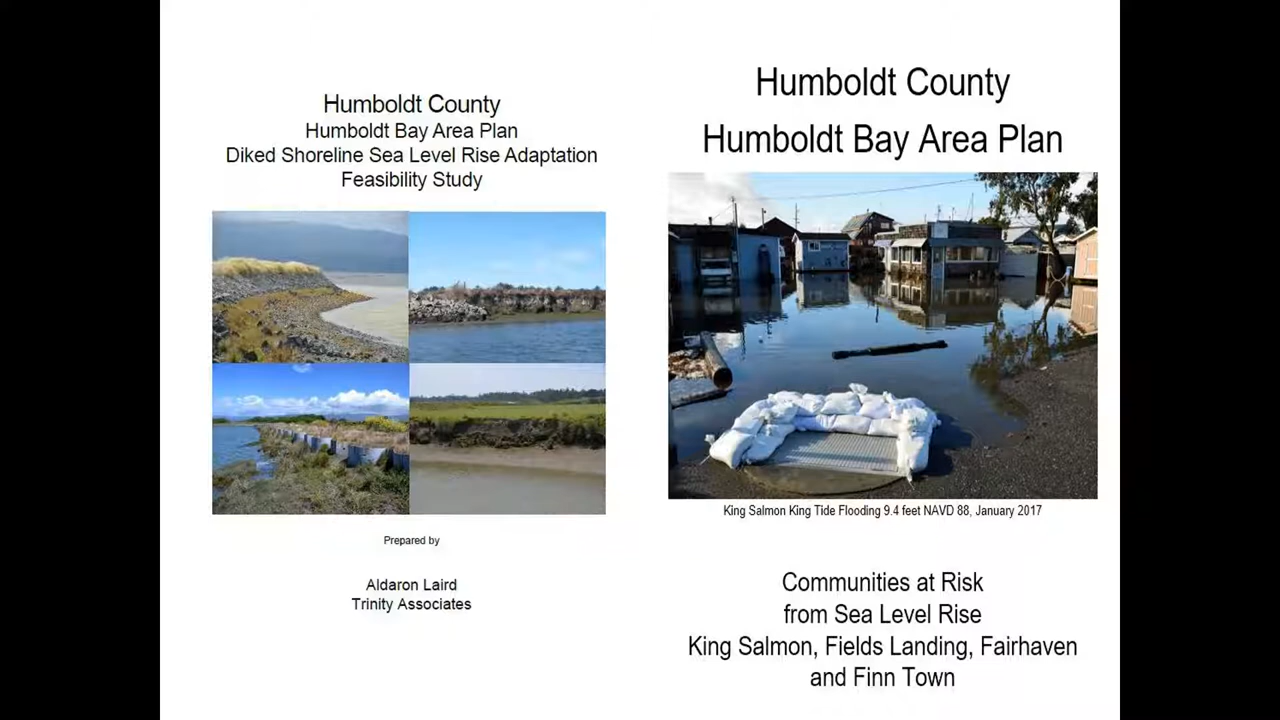 Humboldt County
Humboldt Bay Area Plan
Diked Shoreline Sea Level Rise Adaptation
Feasibility Study
Prepared by
Aldaron Laird
Trinity Associates
Humboldt County
Humboldt Bay Area Plan
King Salmon King Tide Flooding 9.4 feet NAVD 88, January 2017
Communities at Risk
from Sea Level Rise
King Salmon, Fields Landing, Fairhaven
and Finn Town